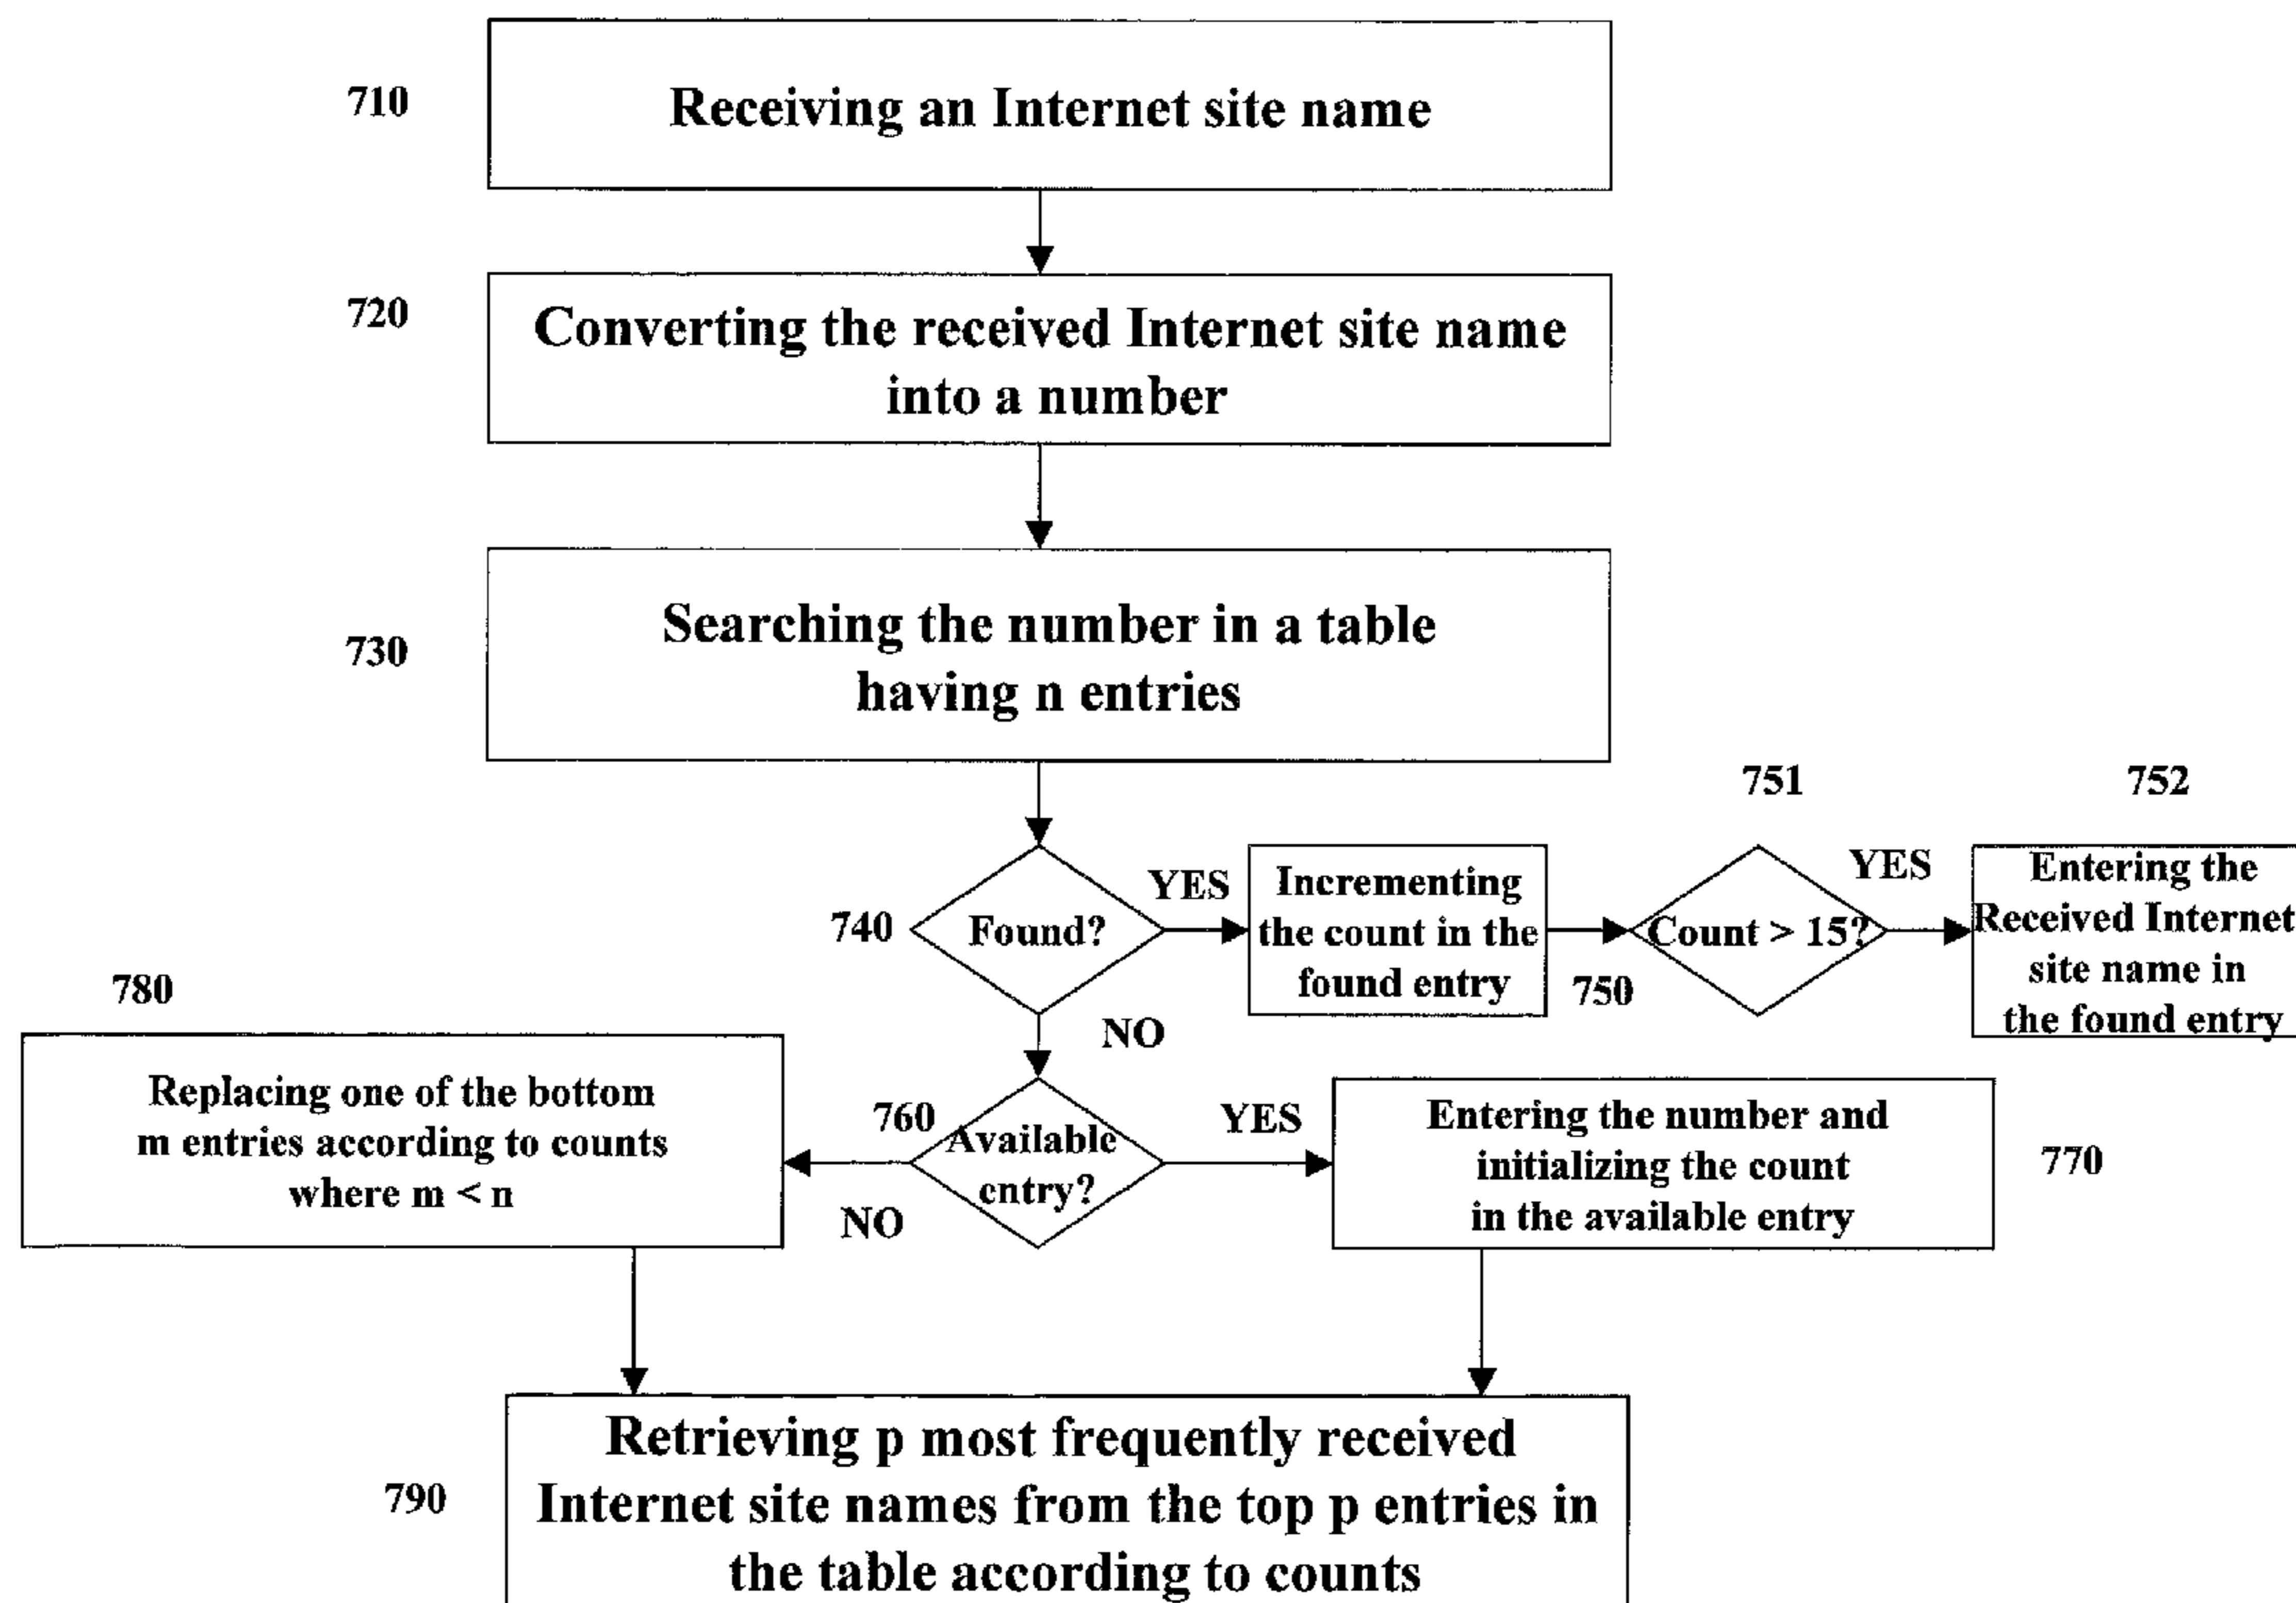 710
Receiving an Internet site name
720
Converting the received Internet site name
into a number
730
Searching the number in a table
having n entries
751
752
740
Found?
YES
Incrementing
the count in the
found entry
750
Count > 15?
YES
Entering the
Received Internet
site name in
the found entry
NO
780
Replacing one of the bottom
m entries according to counts
where m < n
760
Available
entry?
NO
YES
Entering the number and
initializing the count
in the available entry
770
790
Retrieving p most frequently received
Internet site names from the top p entries in
the table according to counts